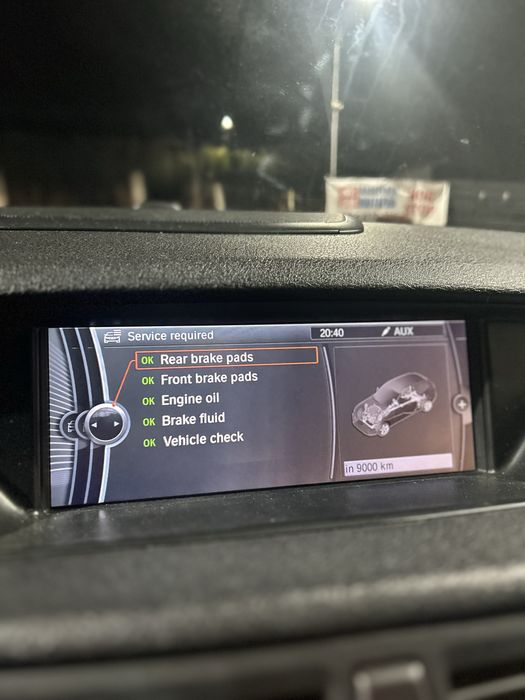 Service required
20:40
AUX
OK Rear brake pads
OK Front brake pads
OK Engine oil
OK Brake fluid
OK Vehicle check
in 9000 km